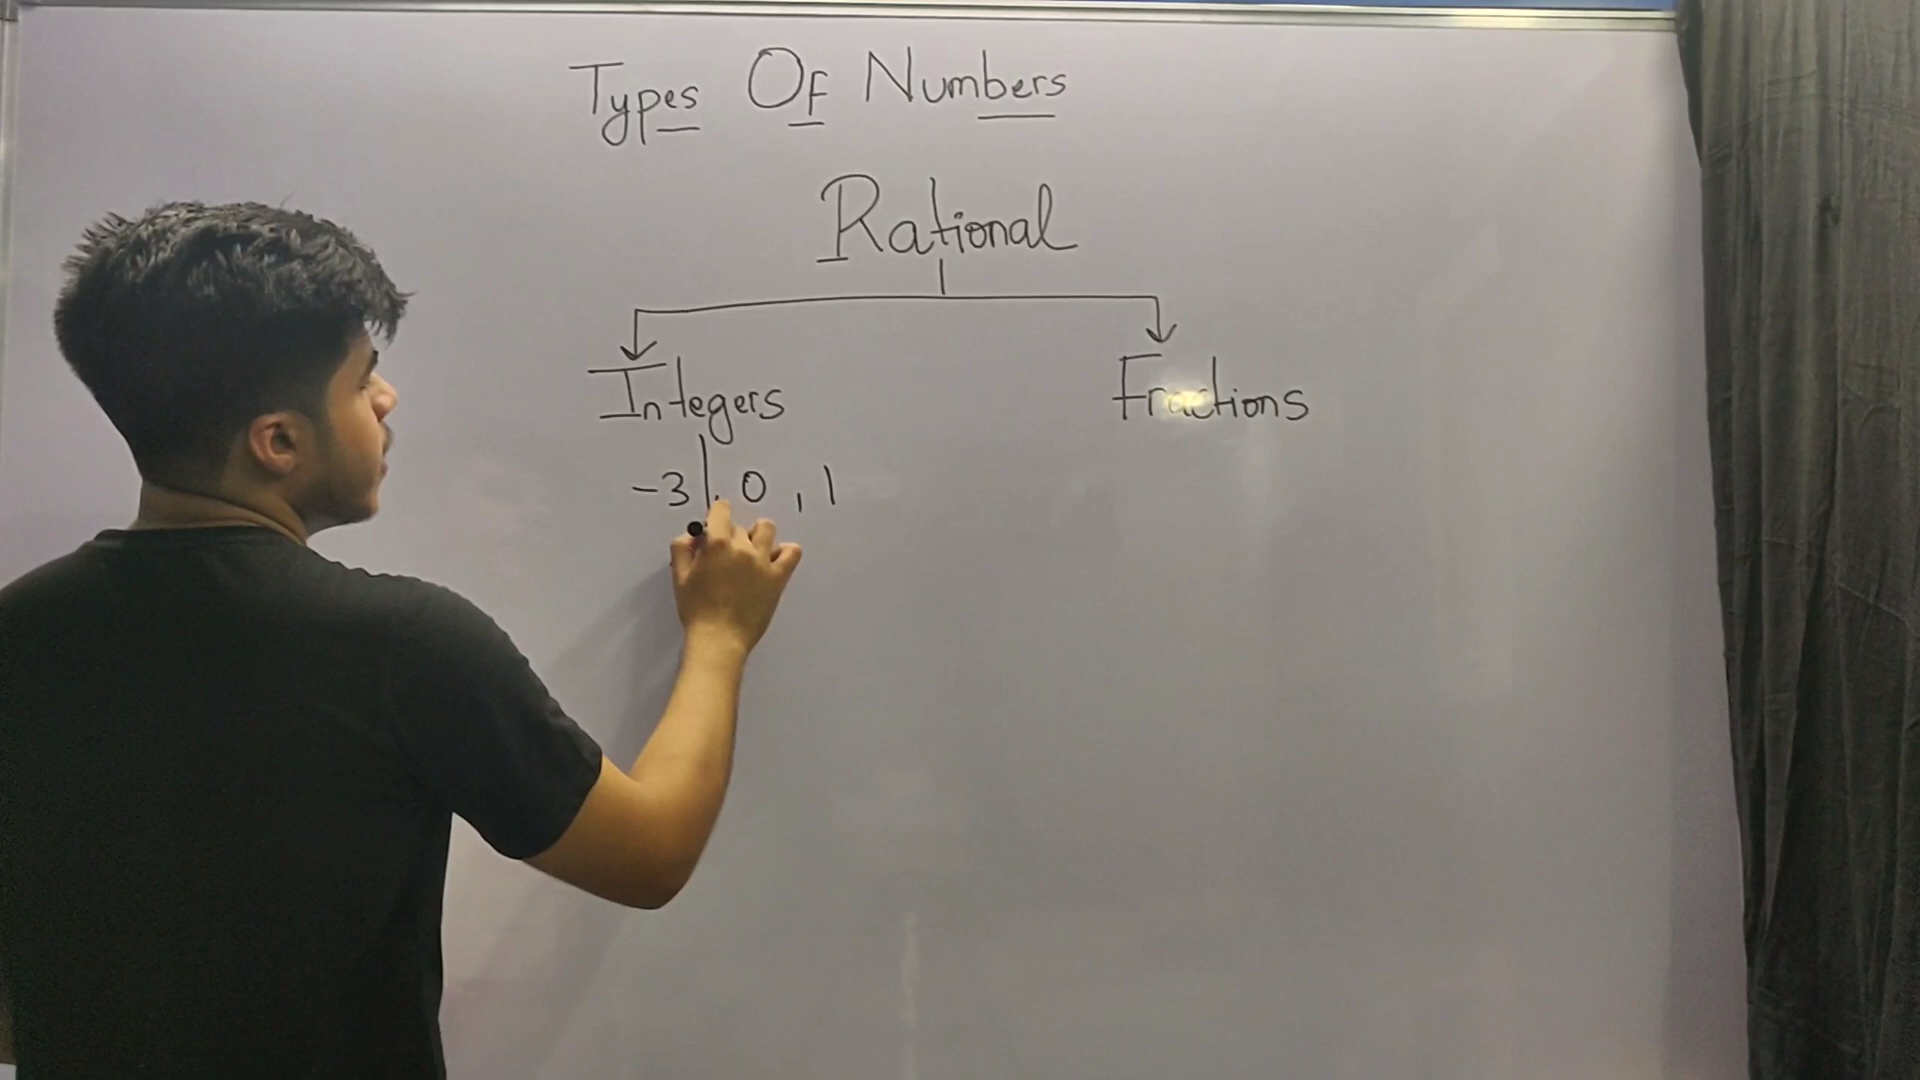 Types Of Numbers
Rational
Integers Fractions
-3 , 0 , 1